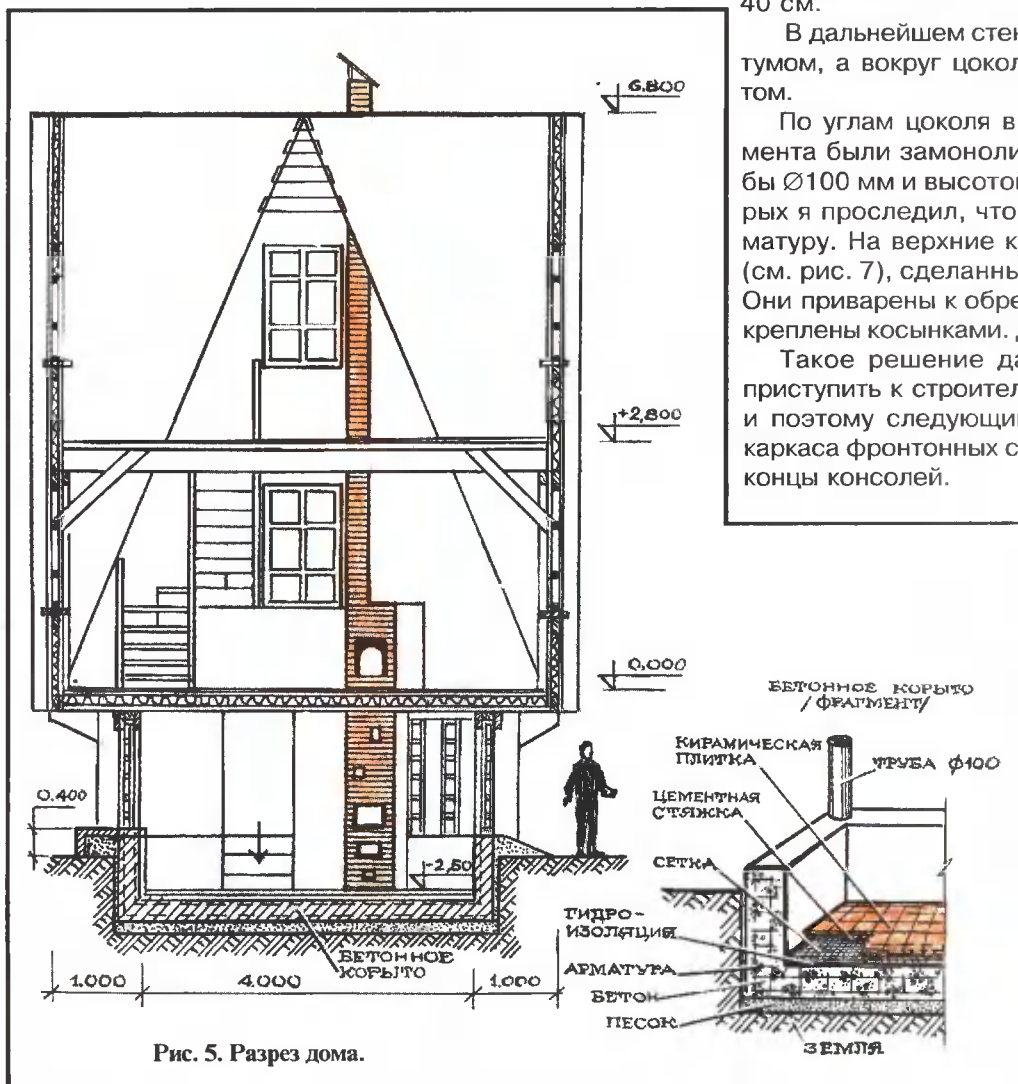 40 см.
В дальнейшем стен
тумом, а вокруг цокол
том.
По углам цоколя в
мента были замоноли
бы Ø100 мм и высотой
рых я проследил, что
матуру. На верхние к
(см. рис. 7), сделанны
Они приварены к обре
креплены косынками.
Такое решение да
приступить к строител
и поэтому следующи
каркаса фронтонных с
концы консолей.
6.800
+2,800
0.000
0.400
-2,50
БЕТОННОЕ
КОРЫТО
1.000
4.000
1.000
Рис. 5. Разрез дома.
БЕТОННОЕ КОРЫТО
/ФРАГМЕНТ/
КИРАМИЧЕСКАЯ
ПЛИТКА
ТРУБА ф100
ЦЕМЕНТНАЯ
СТЯЖКА
СЕТКА
ГИДРО-
ИЗОЛЯЦИЯ
АРМАТУРА
БЕТОН
ПЕСОК
ЗЕМЛЯ